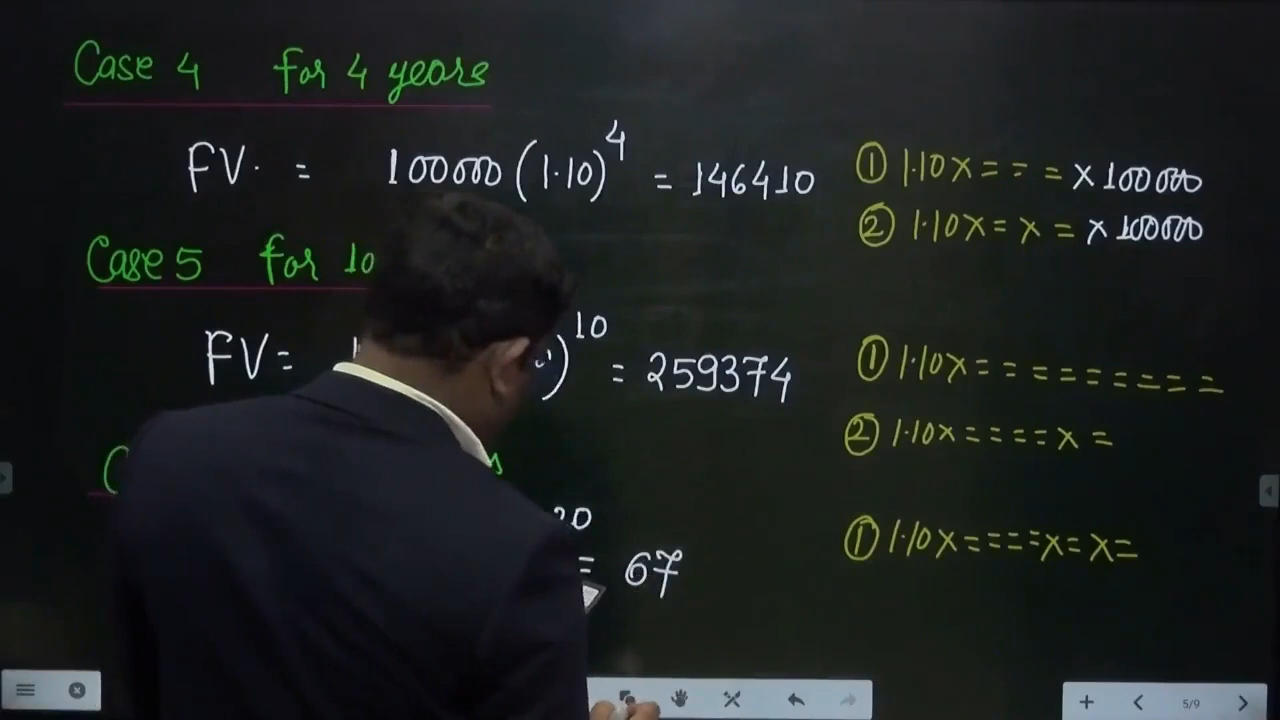 Case 4 for 4 years
FV. = 100000 (1.10)^4 = 146410
① 1.10 x = = = x 100000
② 1.10 x = x = x 100000
Case 5 for 10
FV = )^10 = 259374
① 1.10 x = = = = = = = = =
② 1.10 x = = = = x =
20
= 67
① 1.10 x = = = = x = x =
5/9